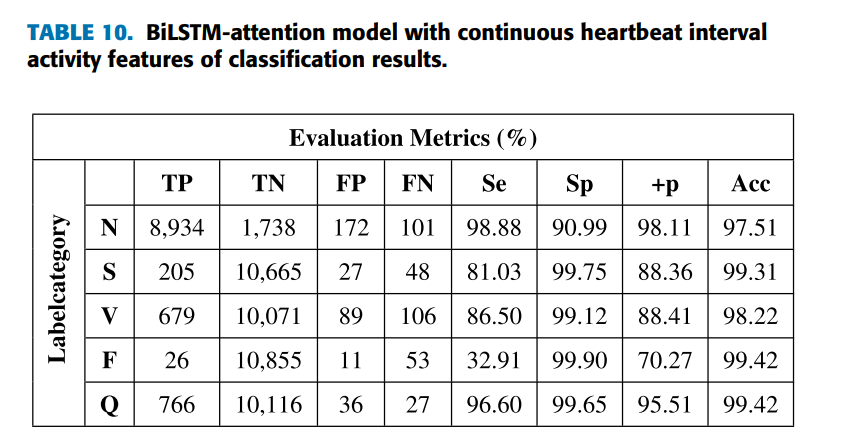 TABLE 10. BiLSTM-attention model with continuous heartbeat interval
activity features of classification results.
Evaluation Metrics (%)
TP TN FP FN Se Sp +p Acc
Labelcategory
N 8,934 1,738 172 101 98.88 90.99 98.11 97.51
S 205 10,665 27 48 81.03 99.75 88.36 99.31
V 679 10,071 89 106 86.50 99.12 88.41 98.22
F 26 10,855 11 53 32.91 99.90 70.27 99.42
Q 766 10,116 36 27 96.60 99.65 95.51 99.42